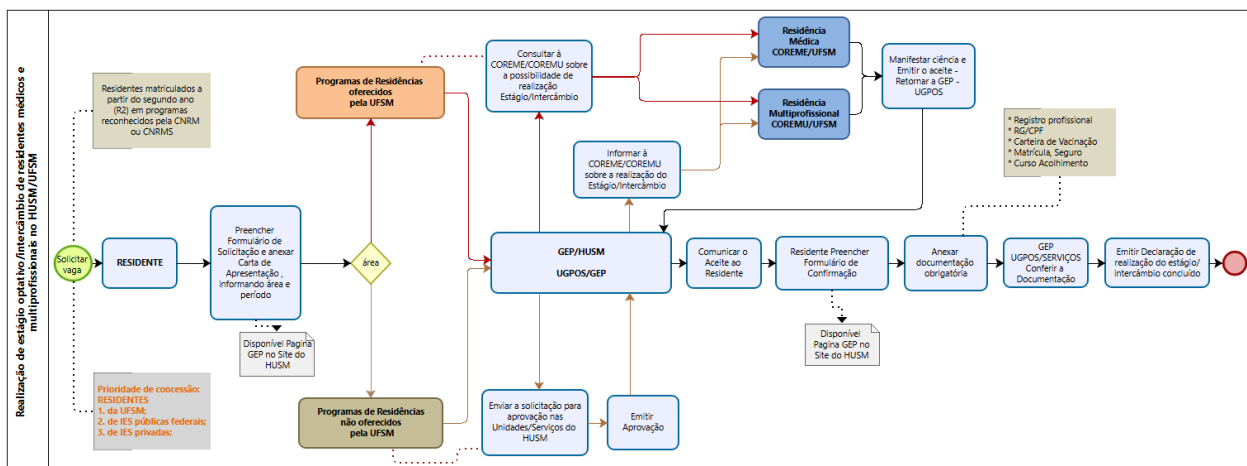 Realização de estágio optativo/intercâmbio de residentes médicos e
multiprofissionais no HUSM/UFSM
Residentes matriculados a
partir do segundo ano
(R2) em programas
reconhecidos pela CNRM
ou CNRMS
Solicitar
vaga
Prioridade de concessão:
RESIDENTES
1. da UFSM;
2. de IES públicas federais;
3. de IES privadas;
RESIDENTE
Preencher
Formulário de
Solicitação e anexar
Carta de
Apresentação ,
informando área e
período
Disponível Pagina
GEP no Site do
HUSM
área
Programas de Residências
oferecidos
pela UFSM
Programas de Residências
não oferecidos
pela UFSM
Consultar à
COREME/COREMU sobre
a possibilidade de
realização
Estágio/Intercâmbio
Residência
Médica
COREME/UFSM
Residência
Multiprofissional
COREMU/UFSM
Manifestar ciência e
Emitir o aceite -
Retornar a GEP -
UGPOS
Informar à
COREME/COREMU
sobre a realização do
Estágio/Intercâmbio
GEP/HUSM
UGPOS/GEP
Enviar a solicitação para
aprovação nas
Unidades/Serviços do
HUSM
Emitir
Aprovação
Comunicar o
Aceite ao
Residente
Residente Preencher
Formulário de
Confirmação
Disponível
Pagina GEP no
Site do HUSM
* Registro profissional
* RG/CPF
* Carteira de Vacinação
* Matrícula, Seguro
* Curso Acolhimento
Anexar
documentação
obrigatória
GEP
UGPOS/SERVIÇOS
Conferir a
Documentação
Emitir Declaração de
realização do estágio/
intercâmbio concluído